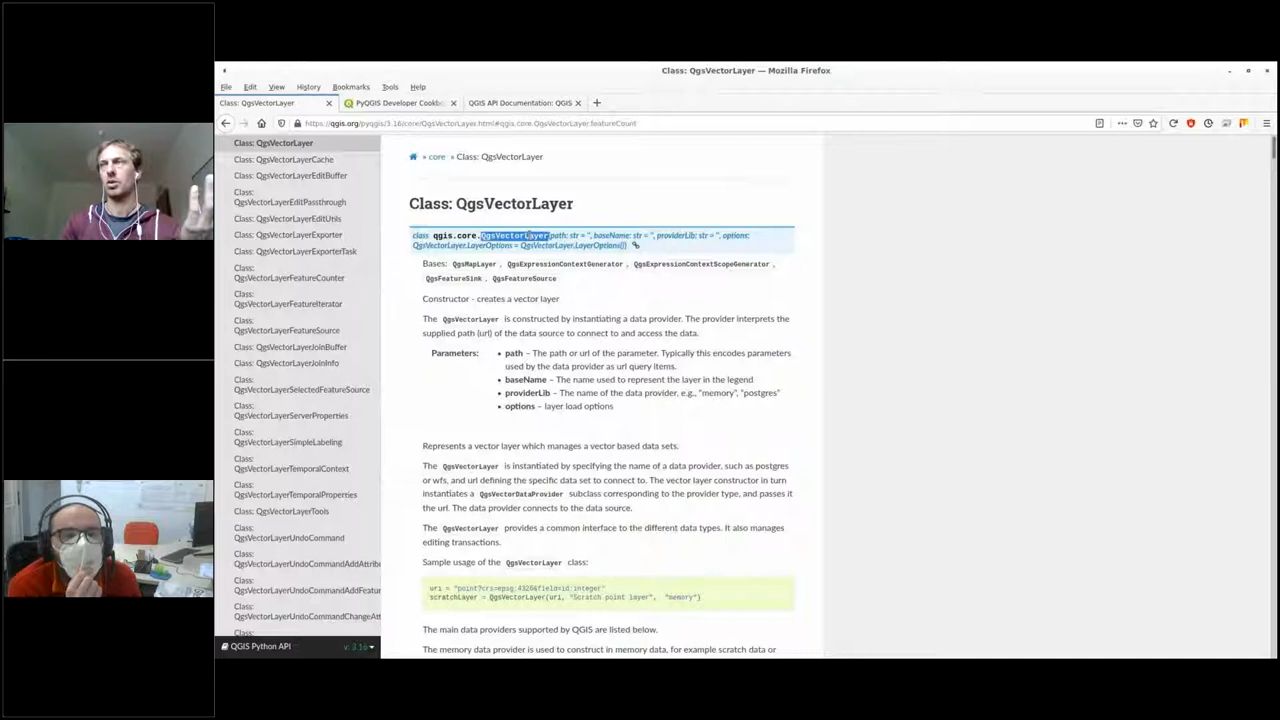 Class: QgsVectorLayer — Mozilla Firefox
File Edit View History Bookmarks Tools Help
Class: QgsVectorLayer
PyQGIS Developer Cookbo
QGIS API Documentation: QGIS
https://qgis.org/pyqgis/3.16/core/QgsVectorLayer.html#qgis.core.QgsVectorLayer.featureCount
Class: QgsVectorLayer
Class: QgsVectorLayerCache
Class: QgsVectorLayerEditBuffer
Class:
QgsVectorLayerEditPassthrough
Class: QgsVectorLayerEditUtils
Class: QgsVectorLayerExporter
Class: QgsVectorLayerExporterTask
Class:
QgsVectorLayerFeatureCounter
Class:
QgsVectorLayerFeatureIterator
Class:
QgsVectorLayerFeatureSource
Class: QgsVectorLayerJoinBuffer
Class: QgsVectorLayerJoinInfo
Class:
QgsVectorLayerSelectedFeatureSource
Class:
QgsVectorLayerServerProperties
Class:
QgsVectorLayerSimpleLabeling
Class:
QgsVectorLayerTemporalContext
Class:
QgsVectorLayerTemporalProperties
Class: QgsVectorLayerTools
Class:
QgsVectorLayerUndoCommand
Class:
QgsVectorLayerUndoCommandAddAttribu
Class:
QgsVectorLayerUndoCommandAddFeatur
Class:
QgsVectorLayerUndoCommandChangeAtt
Class:
QGIS Python API v: 3.16
» core » Class: QgsVectorLayer
Class: QgsVectorLayer
class qgis.core.QgsVectorLayer(path: str = '', baseName: str = '', providerLib: str = '', options:
QgsVectorLayer.LayerOptions = QgsVectorLayer.LayerOptions())
Bases: QgsMapLayer, QgsExpressionContextGenerator, QgsExpressionContextScopeGenerator,
QgsFeatureSink, QgsFeatureSource
Constructor - creates a vector layer
The QgsVectorLayer is constructed by instantiating a data provider. The provider interprets the
supplied path (url) of the data source to connect to and access the data.
Parameters: • path – The path or url of the parameter. Typically this encodes parameters
used by the data provider as url query items.
• baseName – The name used to represent the layer in the legend
• providerLib – The name of the data provider, e.g., “memory”, “postgres”
• options – layer load options
Represents a vector layer which manages a vector based data sets.
The QgsVectorLayer is instantiated by specifying the name of a data provider, such as postgres
or wfs, and url defining the specific data set to connect to. The vector layer constructor in turn
instantiates a QgsVectorDataProvider subclass corresponding to the provider type, and passes it
the url. The data provider connects to the data source.
The QgsVectorLayer provides a common interface to the different data types. It also manages
editing transactions.
Sample usage of the QgsVectorLayer class:
uri = "point?crs=epsg:4326&field=id:integer"
scratchLayer = QgsVectorLayer(uri, "Scratch point layer", "memory")
The main data providers supported by QGIS are listed below.
The memory data provider is used to construct in memory data, for example scratch data or